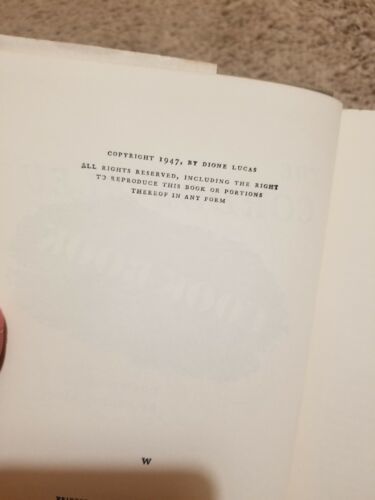 COPYRIGHT 1947, BY DIONE LUCAS
ALL RIGHTS RESERVED, INCLUDING THE RIGHT
TO REPRODUCE THIS BOOK OR PORTIONS
THEREOF IN ANY FORM
W